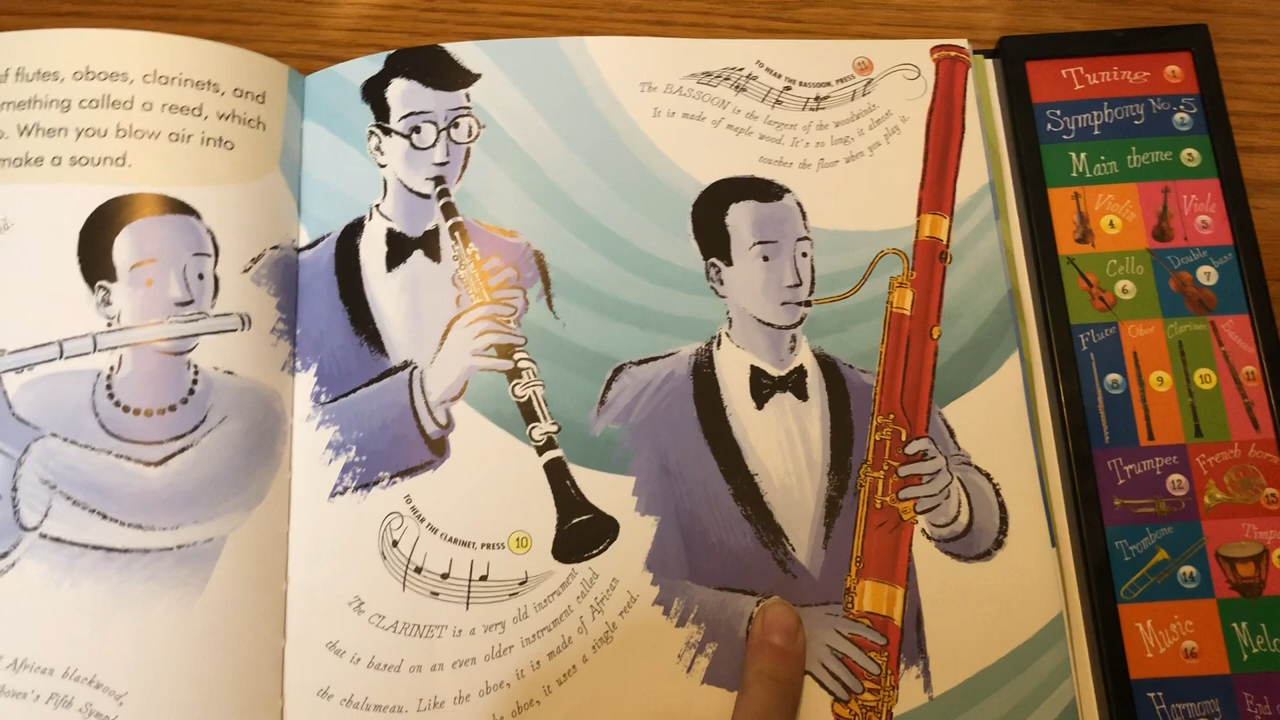 f flutes, oboes, clarinets, and
mething called a reed, which
. When you blow air into
make a sound.
African blackwood,
hoven's Fifth Symp
TO HEAR THE CLARINET, PRESS 10
The CLARINET is a very old instrument
that is based on an even older instrument called
the chalumeau. Like the oboe, it is made of African
he oboe, it uses a single reed.
TO HEAR THE BASSOON, PRESS 11
The BASSOON is the largest of the woodwinds.
It is made of maple wood. It's so long, it almost
touches the floor when you play it.
Tuning 1
Symphony No. 5 2
Main theme 3
Violin 4
Viola 5
Cello 6
Double bass 7
Flute 8
Oboe 9
Clarinet 10
Bassoon 11
Trumpet 12
French horn 13
Trombone 14
Timp
Music 16
Melo
Harmony
End